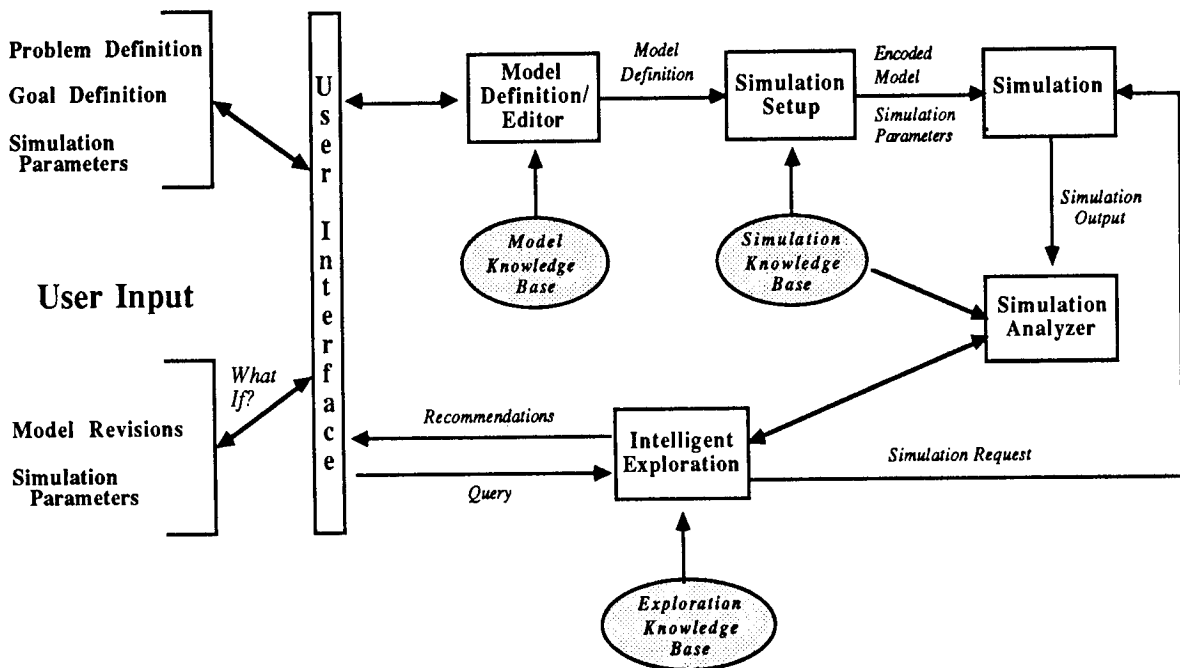 Problem Definition
Goal Definition
Simulation
Parameters
User Input
What
If?
Model Revisions
Simulation
Parameters
User Interface
Model
Definition/
Editor
Model
Definition
Simulation
Setup
Encoded
Model
Simulation
Parameters
Simulation
Simulation
Output
Model
Knowledge
Base
Simulation
Knowledge
Base
Simulation
Analyzer
Recommendations
Query
Intelligent
Exploration
Simulation Request
Exploration
Knowledge
Base